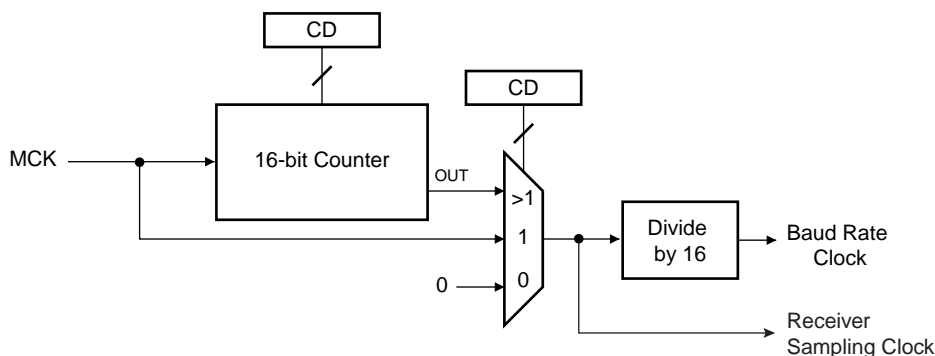 CD
CD
MCK
16-bit Counter
OUT
>1
1
0
0
Divide
by 16
Baud Rate
Clock
Receiver
Sampling Clock